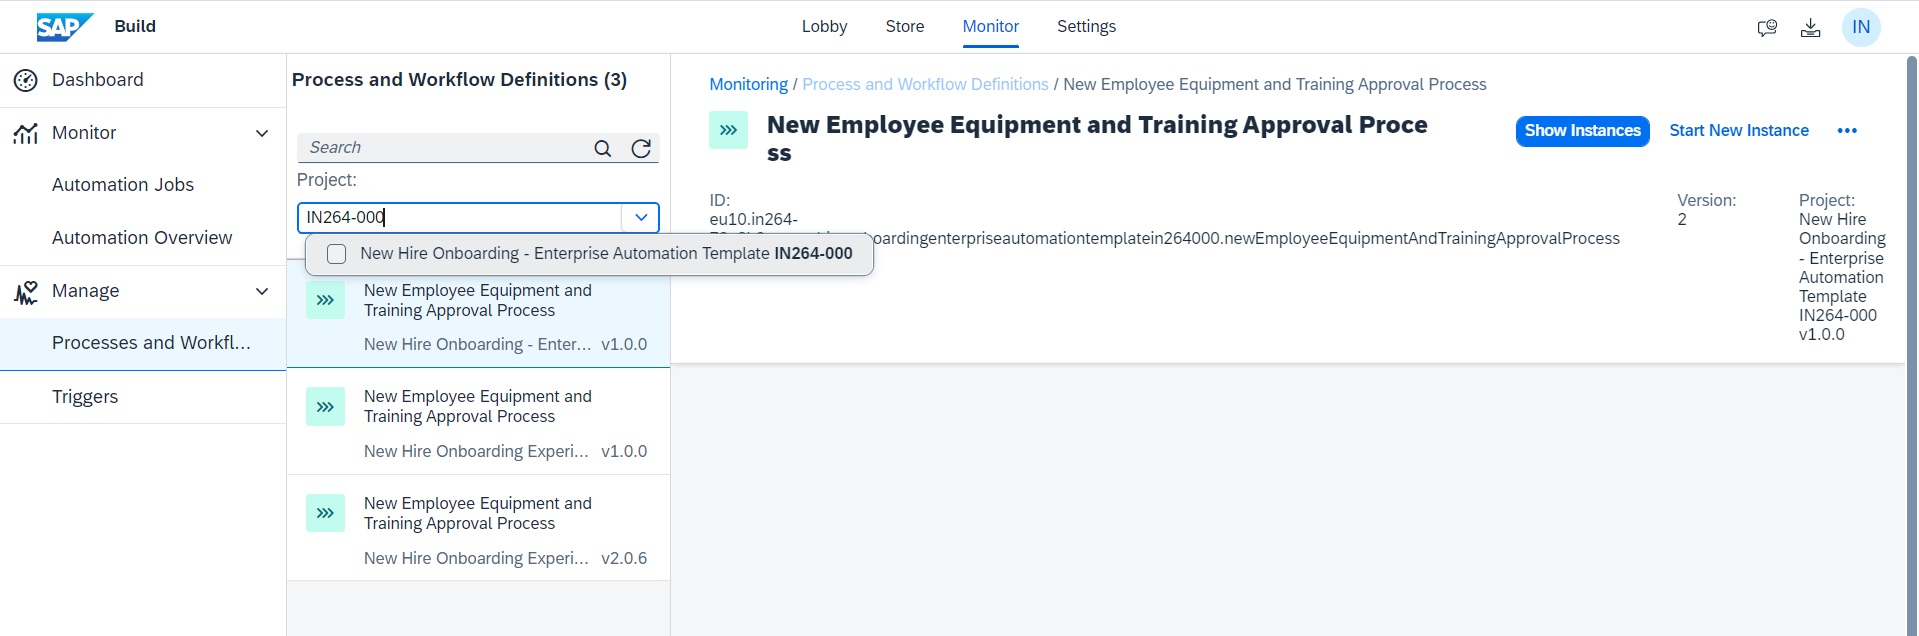 SAP Build
Lobby Store Monitor Settings
IN
Dashboard
Monitor
Automation Jobs
Automation Overview
Manage
Processes and Workfl...
Triggers
Process and Workflow Definitions (3)
Search
Project:
IN264-000
New Hire Onboarding - Enterprise Automation Template IN264-000
New Employee Equipment and
Training Approval Process
New Hire Onboarding - Enter... v1.0.0
New Employee Equipment and
Training Approval Process
New Hire Onboarding Experi... v1.0.0
New Employee Equipment and
Training Approval Process
New Hire Onboarding Experi... v2.0.6
Monitoring / Process and Workflow Definitions / New Employee Equipment and Training Approval Process
New Employee Equipment and Training Approval Proce
ss
Show Instances Start New Instance
ID:
eu10.in264-
oardingenterpriseautomationtemplatein264000.newEmployeeEquipmentAndTrainingApprovalProcess
Version:
2
Project:
New Hire
Onboarding
- Enterprise
Automation
Template
IN264-000
v1.0.0